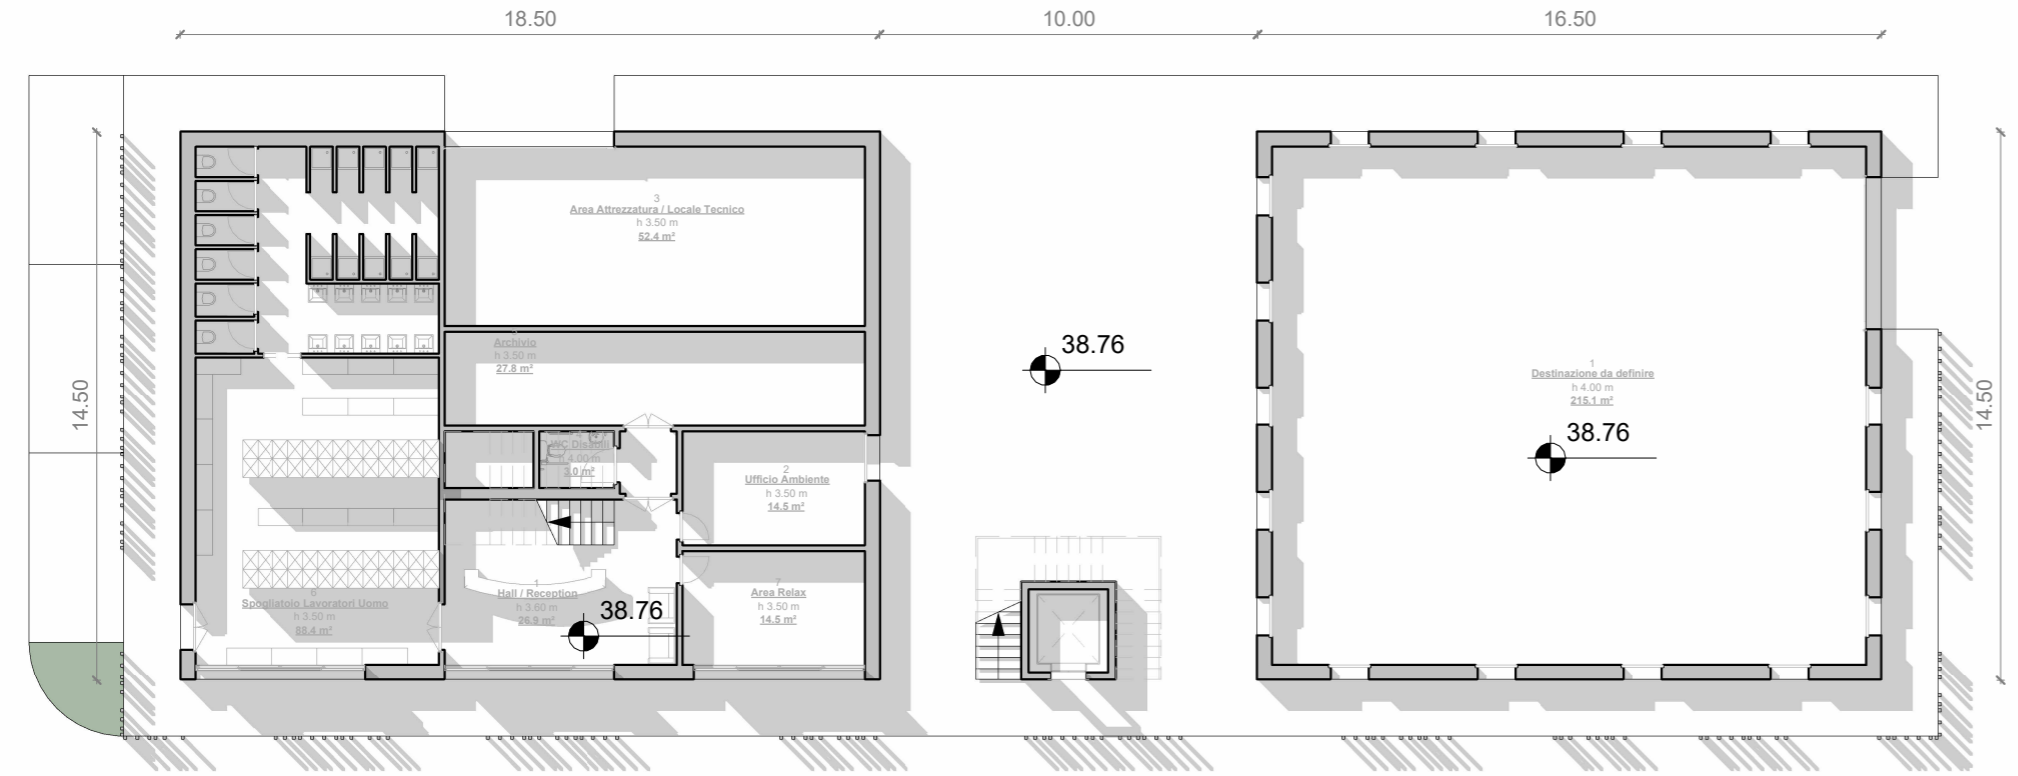 18.50
10.00
16.50
3
Area Attrezzatura / Locale Tecnico
h 3.50 m
52.4 m²
Archivio
h 3.50 m
27.8 m²
38.76
1
Destinazione da definire
h 4.00 m
215.1 m²
38.76
14.50
14.50
WC Disabili
h 4.00 m
3.0 m²
2
Ufficio Ambiente
h 3.50 m
14.5 m²
6
Spogliatoio Lavoratori Uomo
h 3.50 m
88.4 m²
1
Hall / Reception
h 3.60 m
26.9 m²
38.76
7
Area Relax
h 3.50 m
14.5 m²